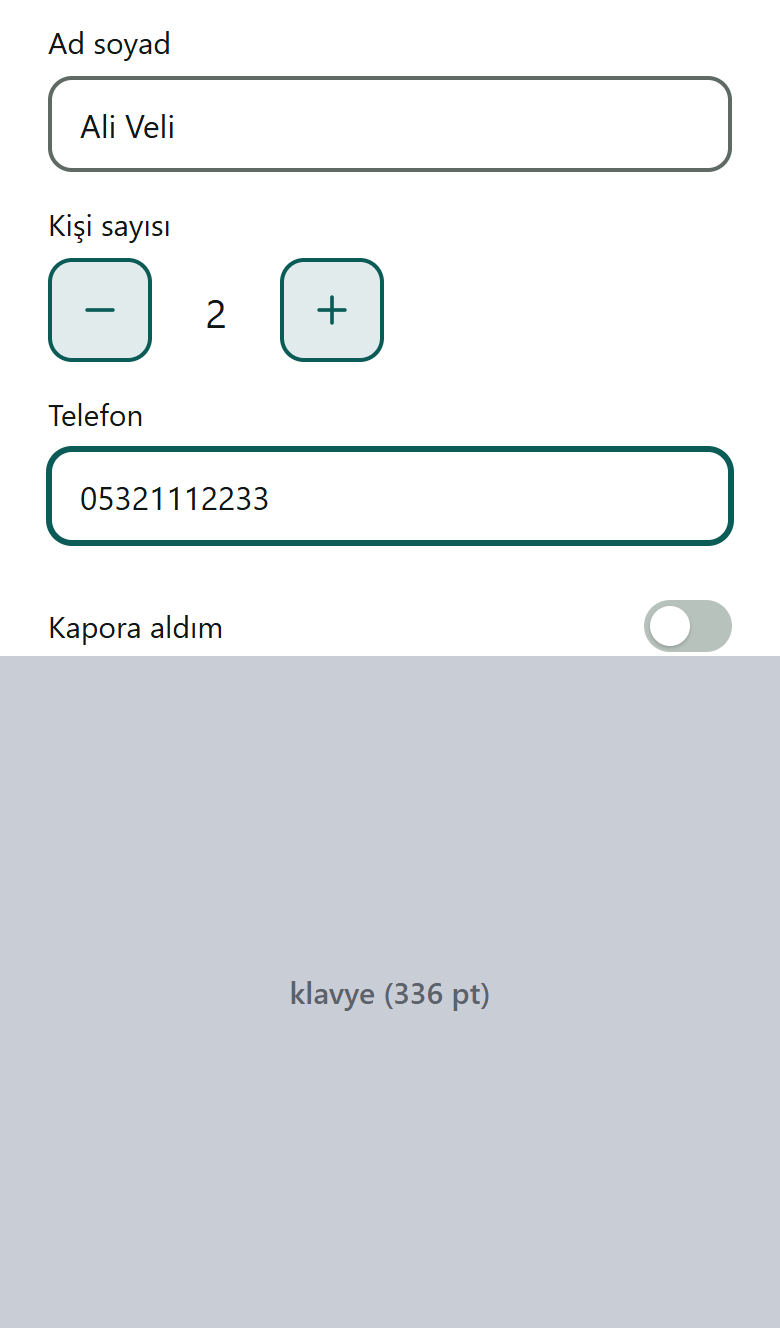 Ad soyad
Ali Veli
Kişi sayısı
− 2 +
Telefon
05321112233
Kapora aldım
klavye (336 pt)